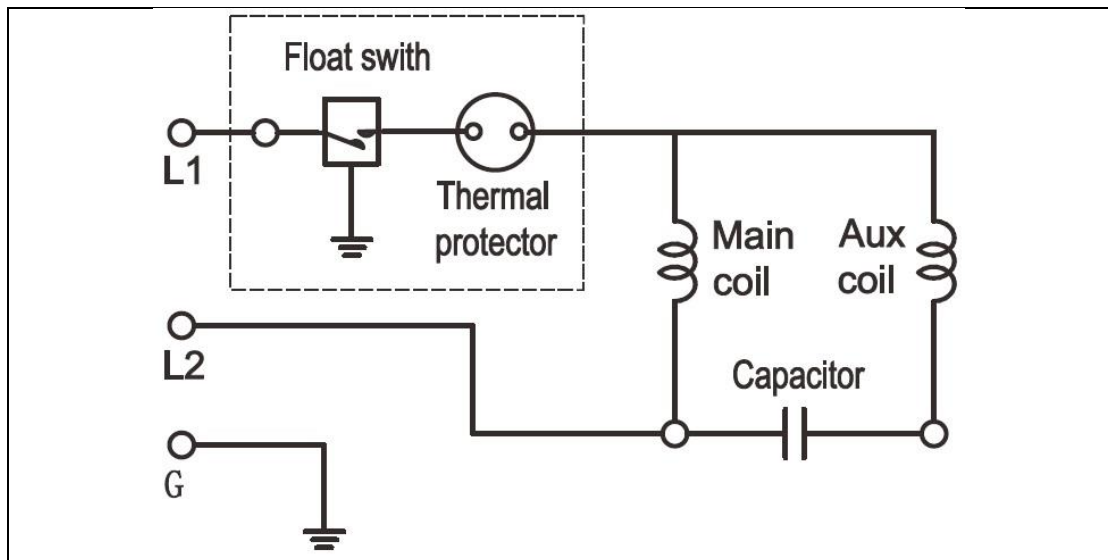 Float swith
L1
Thermal
protector
Main
coil
Aux
coil
L2
Capacitor
G